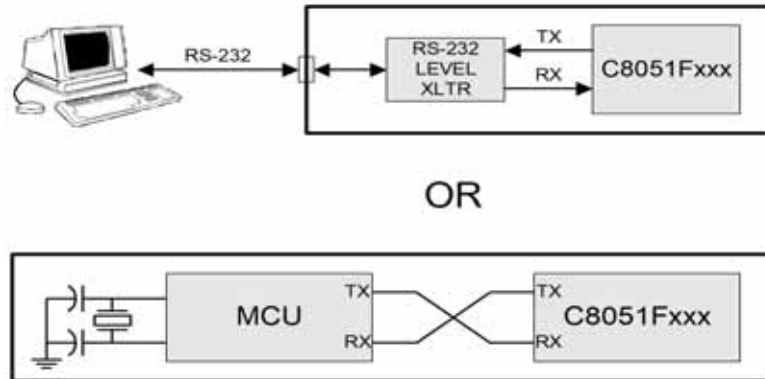 RS-232
RS-232
LEVEL
XLTR
TX
RX
C8051Fxxx
OR
MCU
TX
RX
TX
RX
C8051Fxxx